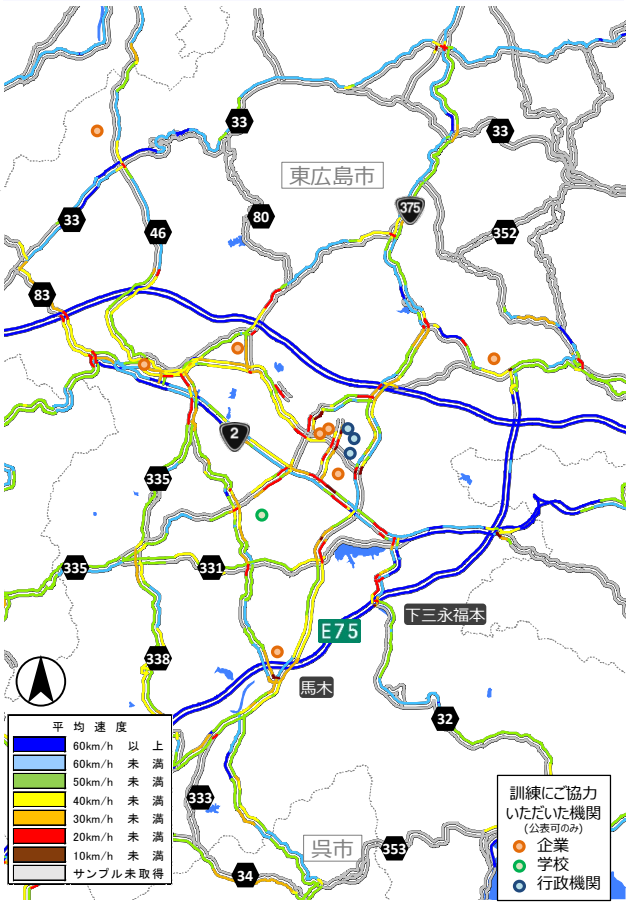 33
33
東広島市
375
33
80
46
352
83
2
335
335
331
下三永福本
E75
338
馬木
32
平均速度
60km/h 以上
60km/h 未満
50km/h 未満
40km/h 未満
30km/h 未満
20km/h 未満
10km/h 未満
サンプル未取得
333
呉市
353
34
訓練にご協力
いただいた機関
(公表可のみ)
企業
学校
行政機関